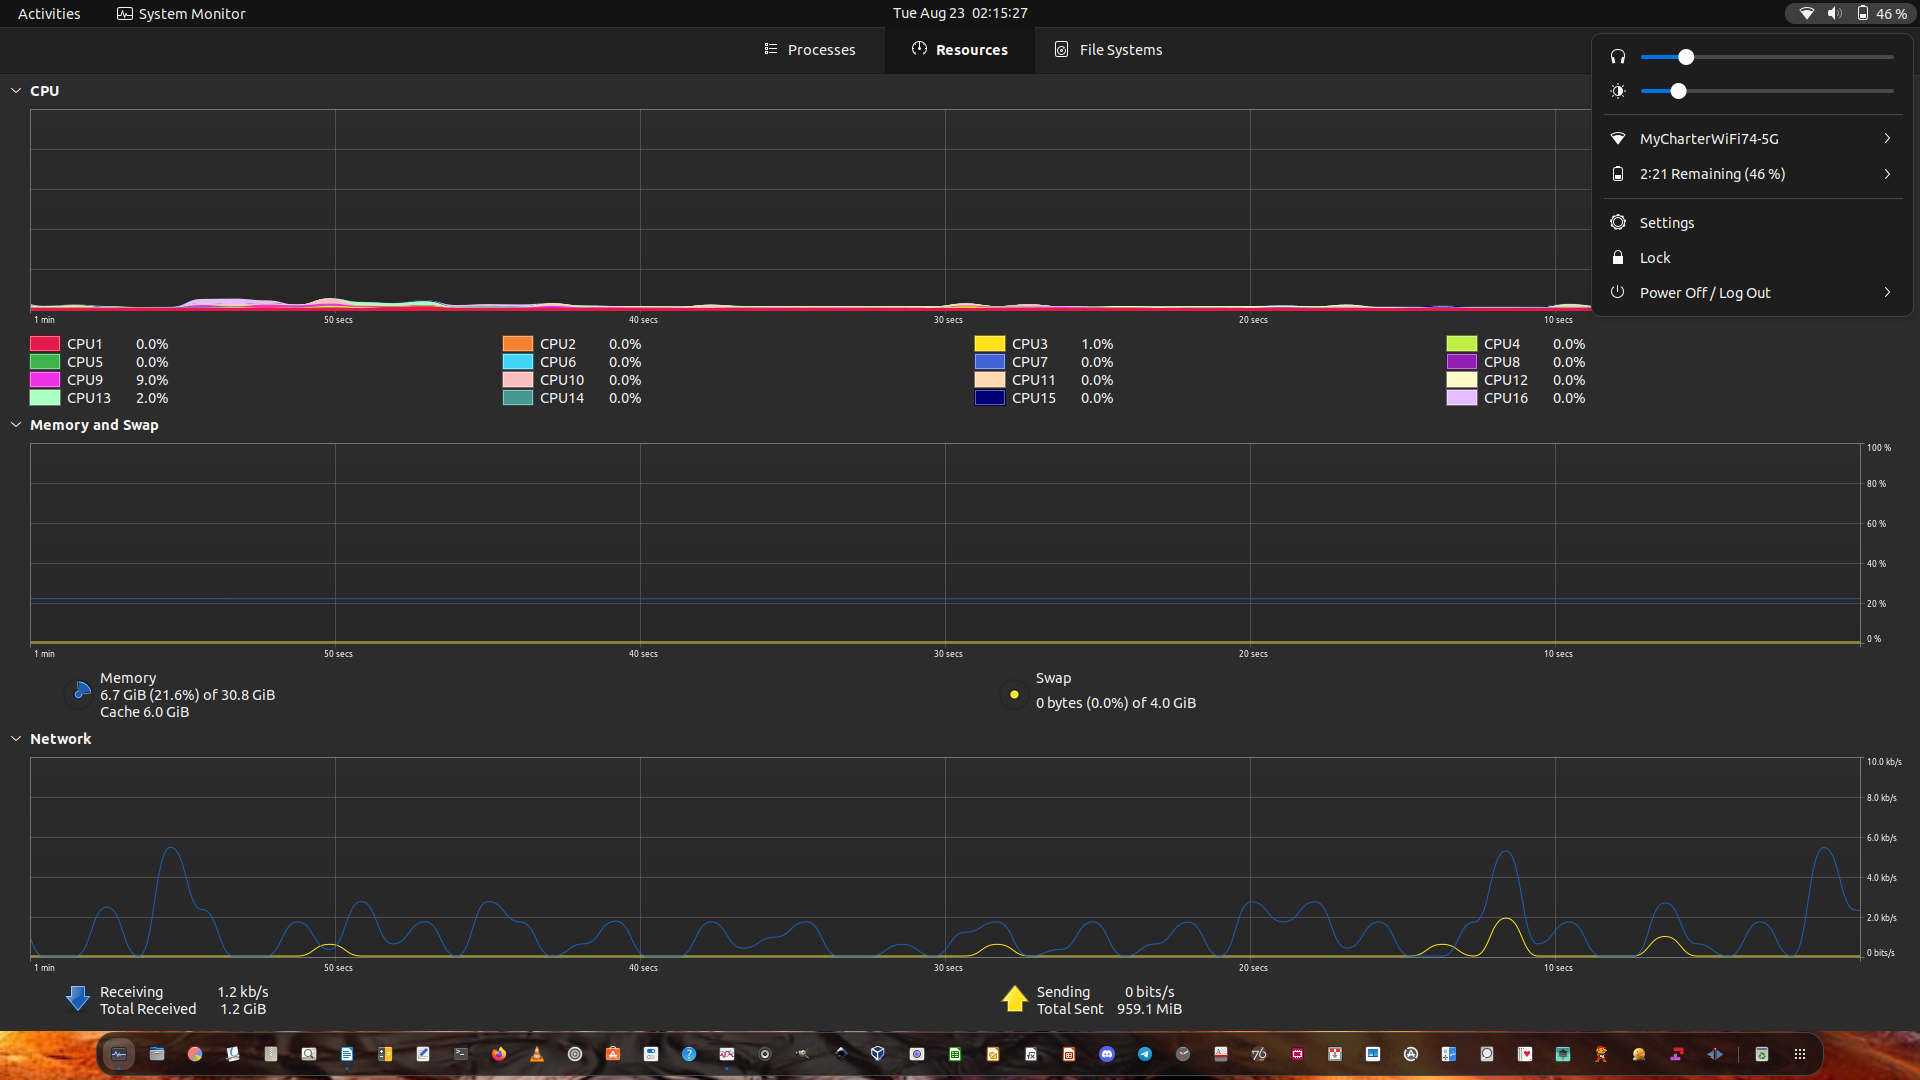 Activities
System Monitor
Tue Aug 23 02:15:27
46 %
Processes
Resources
File Systems
MyCharterWiFi74-5G
2:21 Remaining (46 %)
Settings
Lock
Power Off / Log Out
CPU
1 min 50 secs 40 secs 30 secs 20 secs 10 secs
CPU1 0.0% CPU2 0.0% CPU3 1.0% CPU4 0.0%
CPU5 0.0% CPU6 0.0% CPU7 0.0% CPU8 0.0%
CPU9 9.0% CPU10 0.0% CPU11 0.0% CPU12 0.0%
CPU13 2.0% CPU14 0.0% CPU15 0.0% CPU16 0.0%
Memory and Swap
100 %
80 %
60 %
40 %
20 %
0 %
1 min 50 secs 40 secs 30 secs 20 secs 10 secs
Memory
6.7 GiB (21.6%) of 30.8 GiB
Cache 6.0 GiB
Swap
0 bytes (0.0%) of 4.0 GiB
Network
10.0 kb/s
8.0 kb/s
6.0 kb/s
4.0 kb/s
2.0 kb/s
0 bits/s
1 min 50 secs 40 secs 30 secs 20 secs 10 secs
Receiving 1.2 kb/s
Total Received 1.2 GiB
Sending 0 bits/s
Total Sent 959.1 MiB
76